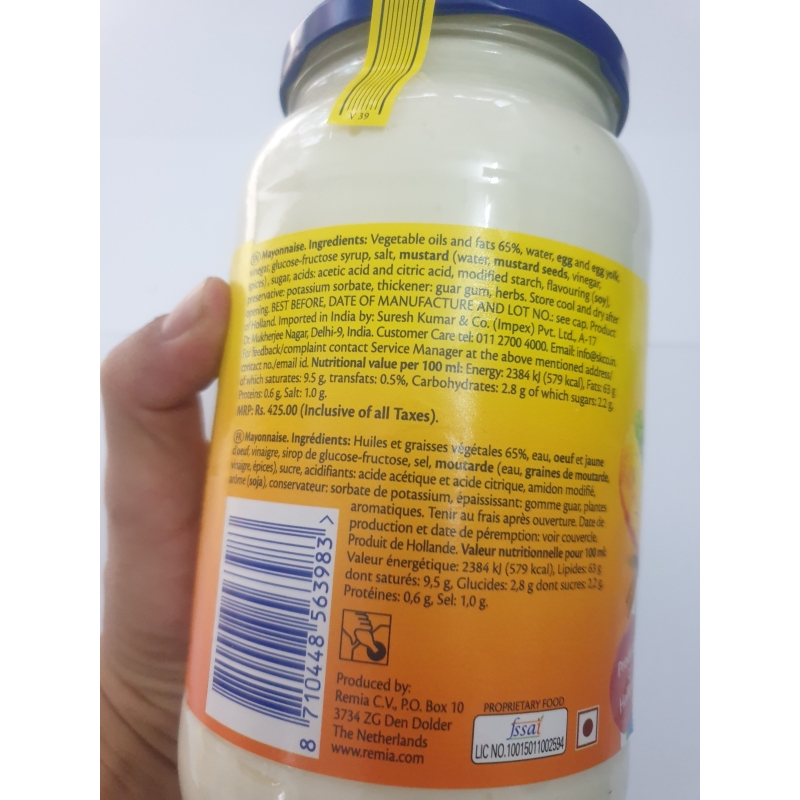 V 39
Mayonnaise. Ingredients: Vegetable oils and fats 65%, water, egg and egg yolk,
vinegar, glucose-fructose syrup, salt, mustard (water, mustard seeds, vinegar,
spices), sugar, acids: acetic acid and citric acid, modified starch, flavouring (soy),
preservative: potassium sorbate, thickener: guar gum, herbs. Store cool and dry after
opening. BEST BEFORE, DATE OF MANUFACTURE AND LOT NO.: see cap. Product
of Holland. Imported in India by: Suresh Kumar & Co. (Impex) Pvt. Ltd., A-17
Dr. Mukherjee Nagar, Delhi-9, India. Customer Care tel: 011 2700 4000. Email:
For feedback/complaint contact Service Manager at the above mentioned address/
contact no./email id. Nutritional value per 100 ml: Energy: 2384 kJ (579 kcal), Fats: 63 g
of which saturates: 9.5 g, transfats: 0.5%, Carbohydrates: 2.8 g of which sugars: 2.2 g,
Proteins: 0.6 g, Salt: 1.0 g.
MRP: Rs. 425.00 (Inclusive of all Taxes).
FR Mayonnaise. Ingrédients: Huiles et graisses végétales 65%, eau, oeuf et jaune
d'oeuf, vinaigre, sirop de glucose-fructose, sel, moutarde (eau, graines de moutarde,
vinaigre, épices), sucre, acidifiants: acide acétique et acide citrique, amidon modifié,
arôme (soja), conservateur: sorbate de potassium, épaississant: gomme guar, plantes
aromatiques. Tenir au frais après ouverture. Date de
production et date de péremption: voir couvercle.
Produit de Hollande. Valeur nutritionnelle pour 100 ml:
Valeur énergétique: 2384 kJ (579 kcal), Lipides: 63 g
dont saturés: 9,5 g, Glucides: 2,8 g dont sucres: 2,2 g,
Protéines: 0,6 g, Sel: 1,0 g.
8 710448 563983 >
Produced by:
Remia C.V., P.O. Box 10
3734 ZG Den Dolder
The Netherlands
www.remia.com
PROPRIETARY FOOD
fssai
LIC NO.10015011002594